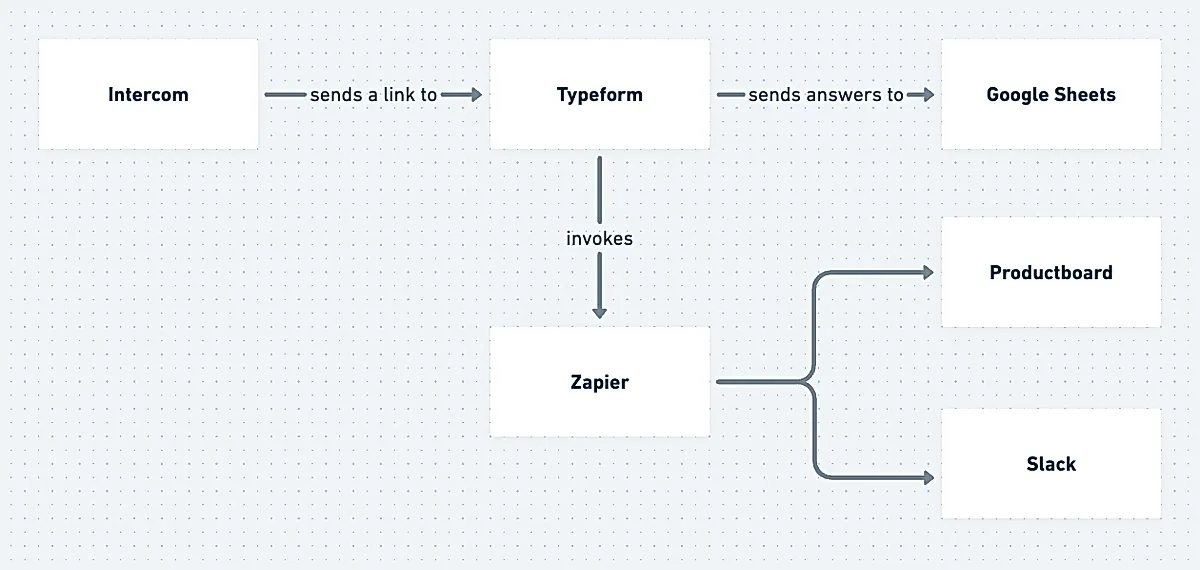 Intercom
sends a link to
Typeform
sends answers to
Google Sheets
invokes
Productboard
Zapier
Slack